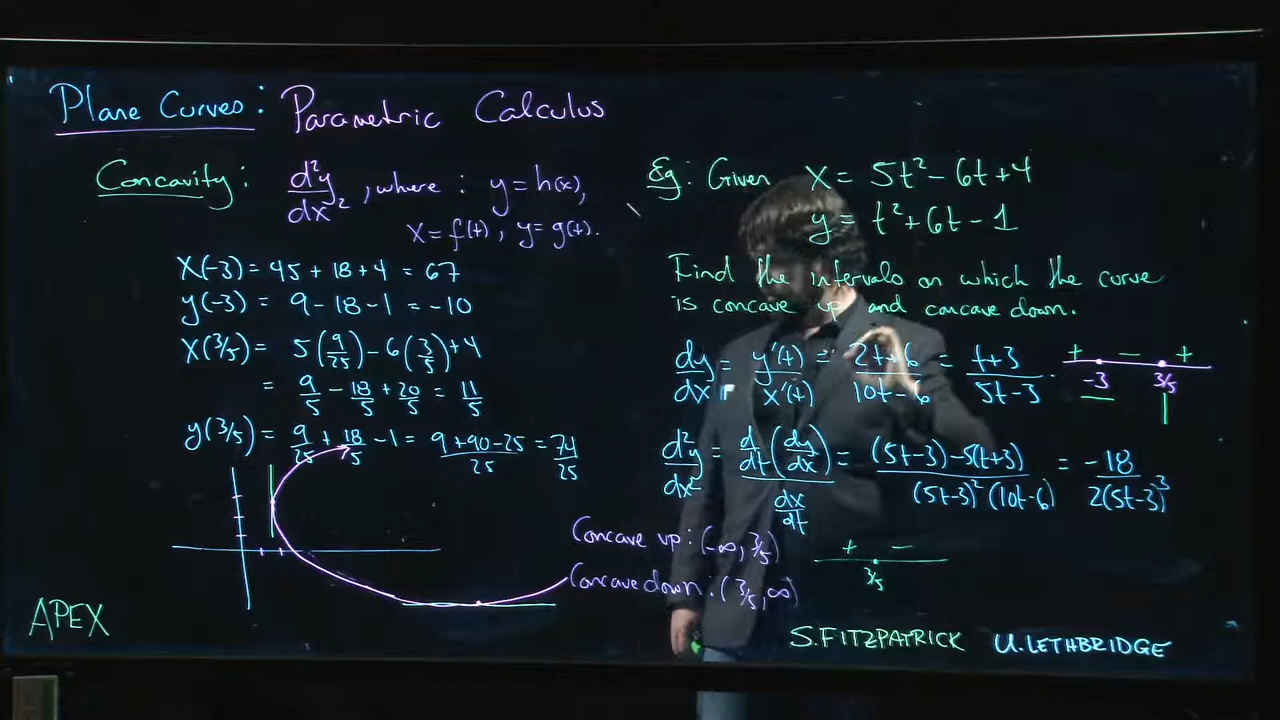 Plane Curves: Parametric Calculus
Concavity: d²y/dx², where: y = h(x),
x = f(t), y = g(t).
x(-3) = 45 + 18 + 4 = 67
y(-3) = 9 - 18 - 1 = -10
x(3/5) = 5(9/25) - 6(3/5) + 4
= 9/5 - 18/5 + 20/5 = 11/5
y(3/5) = 9/25 + 18/5 - 1 = (9 + 90 - 25)/25 = 74/25
Eg: Given x = 5t² - 6t + 4
y = t² + 6t - 1
Find the intervals on which the curve
is concave up and concave down.
dy/dx = y'(t)/x'(t) = (2t + 6)/(10t - 6) = (t + 3)/(5t - 3).
+ − +
-3 3/5
d²y/dx² = d/dt(dy/dx)/(dx/dt) = ((5t-3) - 5(t+3))/((5t-3)²(10t-6)) = -18/(2(5t-3)³)
Concave up: (-∞, 3/5)
Concave down: (3/5, ∞)
+ −
3/5
APEX
S. FITZPATRICK U. LETHBRIDGE